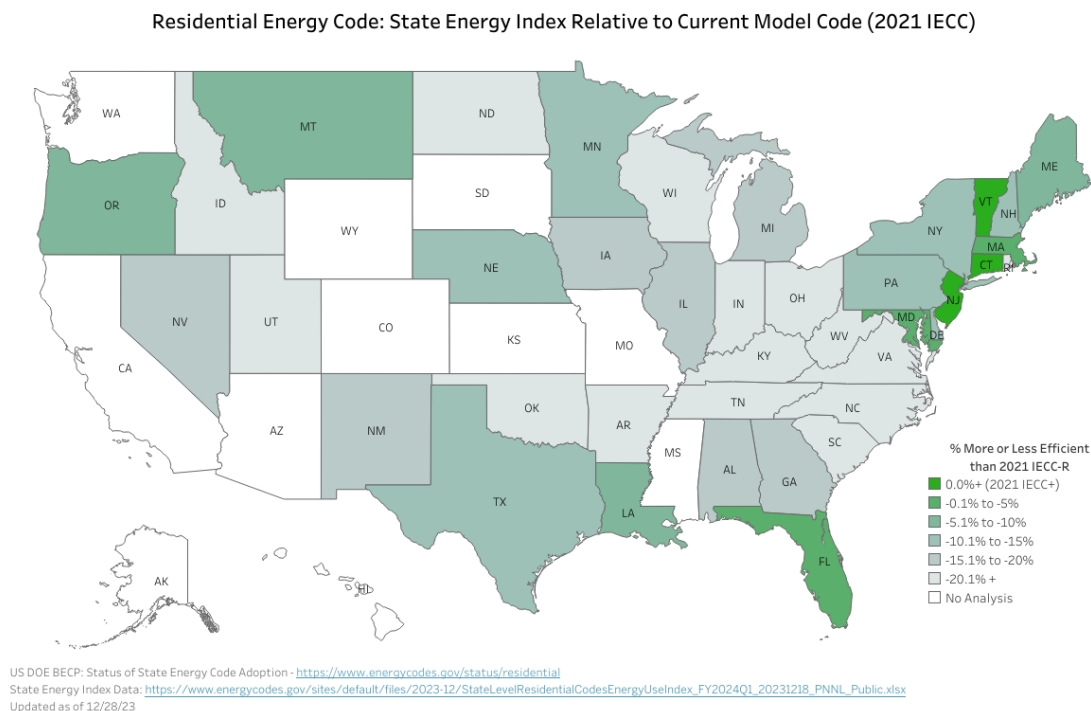 Residential Energy Code: State Energy Index Relative to Current Model Code (2021 IECC)
WA
MT
ND
MN
ME
OR
ID
SD
WI
VT
NH
WY
MI
NY
MA
CT
RI
NE
IA
PA
NV
UT
CO
IL
IN
OH
NJ
MD
DE
KS
MO
WV
CA
KY
VA
AZ
NM
OK
AR
TN
NC
MS
AL
GA
SC
TX
LA
FL
AK
HI
% More or Less Efficient
than 2021 IECC-R
0.0%+ (2021 IECC+)
-0.1% to -5%
-5.1% to -10%
-10.1% to -15%
-15.1% to -20%
-20.1% +
No Analysis
US DOE BECP: Status of State Energy Code Adoption - https://www.energycodes.gov/status/residential
State Energy Index Data: https://www.energycodes.gov/sites/default/files/2023-12/StateLevelResidentialCodesEnergyUseIndex_FY2024Q1_20231218_PNNL_Public.xlsx
Updated as of 12/28/23